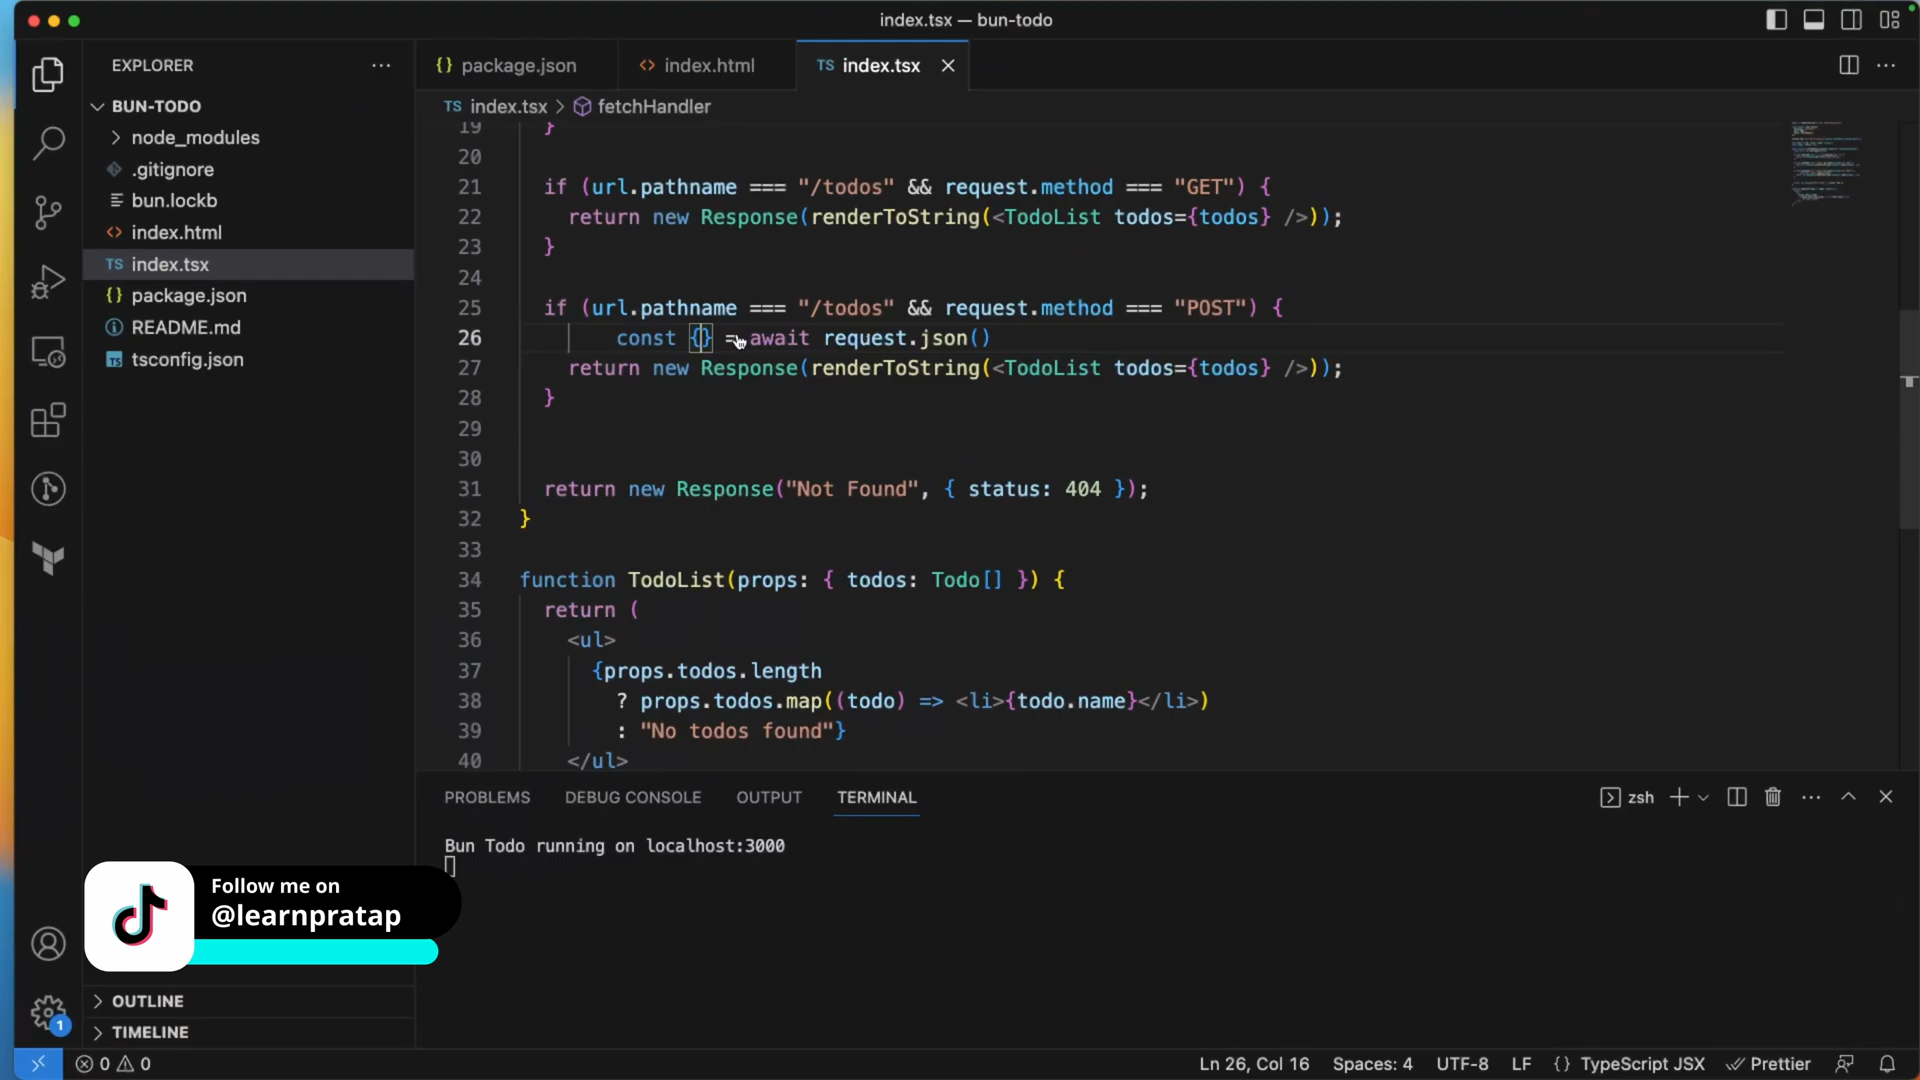 index.tsx — bun-todo
EXPLORER
BUN-TODO
node_modules
.gitignore
bun.lockb
index.html
TS index.tsx
{} package.json
README.md
TS tsconfig.json
OUTLINE
TIMELINE
{} package.json
<> index.html
TS index.tsx
TS index.tsx > fetchHandler
19 }
20
21 if (url.pathname === "/todos" && request.method === "GET") {
22 return new Response(renderToString(<TodoList todos={todos} />));
23 }
24
25 if (url.pathname === "/todos" && request.method === "POST") {
26 const {} = await request.json()
27 return new Response(renderToString(<TodoList todos={todos} />));
28 }
29
30
31 return new Response("Not Found", { status: 404 });
32 }
33
34 function TodoList(props: { todos: Todo[] }) {
35 return (
36 <ul>
37 {props.todos.length
38 ? props.todos.map((todo) => <li>{todo.name}</li>)
39 : "No todos found"}
40 </ul>
PROBLEMS DEBUG CONSOLE OUTPUT TERMINAL
zsh
Bun Todo running on localhost:3000
Follow me on
@learnpratap
1
0 0
Ln 26, Col 16 Spaces: 4 UTF-8 LF {} TypeScript JSX Prettier